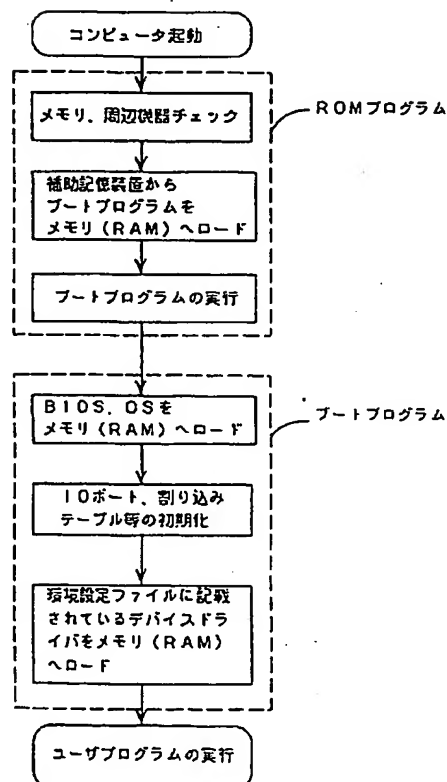 コンピュータ起動
メモリ、周辺機器チェック
ROMプログラム
補助記憶装置から
ブートプログラムを
メモリ(RAM)へロード
ブートプログラムの実行
BIOS、OSを
メモリ(RAM)へロード
ブートプログラム
IOポート、割り込み
テーブル等の初期化
環境設定ファイルに記載
されているデバイスドラ
イバをメモリ(RAM)
へロード
ユーザプログラムの実行